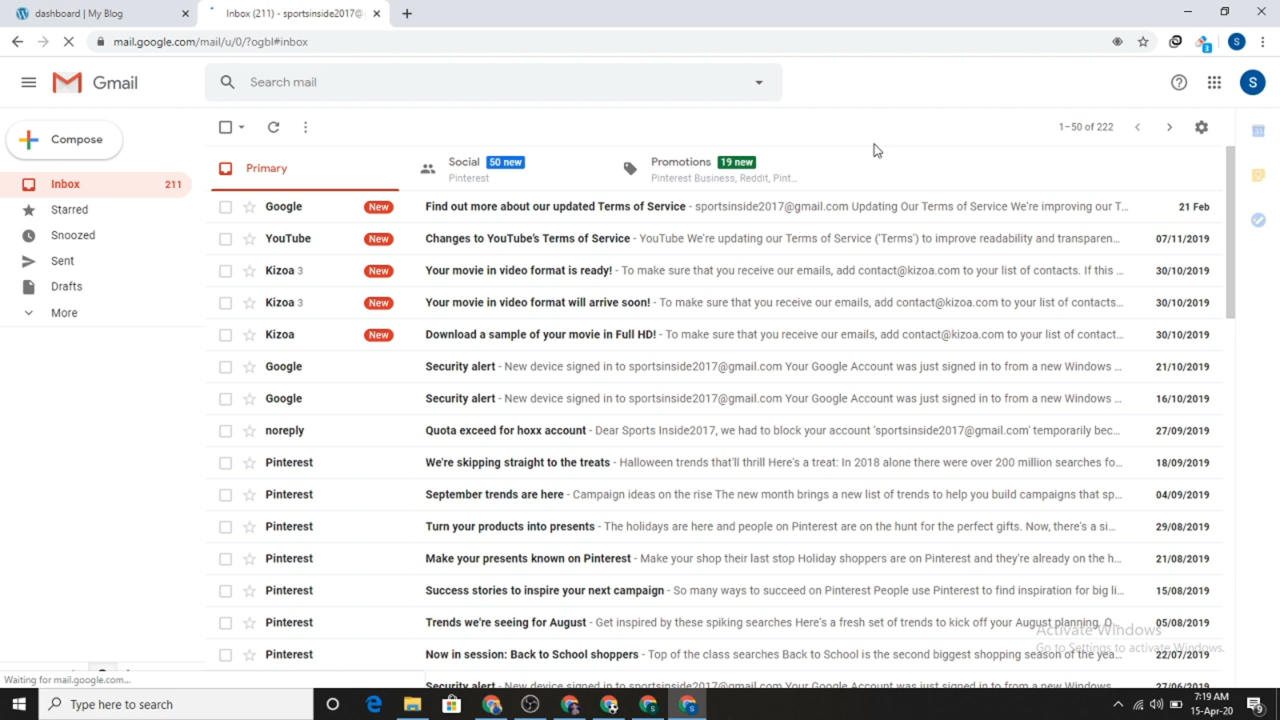 dashboard | My Blog
Inbox (211) - sportsinside2017@
mail.google.com/mail/u/0/?ogbl#inbox
3
S
Gmail
Search mail
S
Compose
1–50 of 222
31
Primary
Social 50 new
Pinterest
Promotions 19 new
Pinterest Business, Reddit, Pint...
Inbox 211
Starred
Snoozed
Sent
Drafts
More
Google New Find out more about our updated Terms of Service - sportsinside2017@gmail.com Updating Our Terms of Service We're improving our T... 21 Feb
YouTube New Changes to YouTube's Terms of Service - YouTube We're updating our Terms of Service ('Terms') to improve readability and transparen... 07/11/2019
Kizoa 3 New Your movie in video format is ready! - To make sure that you receive our emails, add contact@kizoa.com to your list of contacts. If this ... 30/10/2019
Kizoa 3 New Your movie in video format will arrive soon! - To make sure that you receive our emails, add contact@kizoa.com to your list of contacts... 30/10/2019
Kizoa New Download a sample of your movie in Full HD! - To make sure that you receive our emails, add contact@kizoa.com to your list of contact... 30/10/2019
Google Security alert - New device signed in to sportsinside2017@gmail.com Your Google Account was just signed in to from a new Windows ... 21/10/2019
Google Security alert - New device signed in to sportsinside2017@gmail.com Your Google Account was just signed in to from a new Windows ... 16/10/2019
noreply Quota exceed for hoxx account - Dear Sports Inside2017, we had to block your account 'sportsinside2017@gmail.com' temporarily bec... 27/09/2019
Pinterest We're skipping straight to the treats - Halloween trends that'll thrill Here's a treat: In 2018 alone there were over 200 million searches fo... 18/09/2019
Pinterest September trends are here - Campaign ideas on the rise The new month brings a new list of trends to help you build campaigns that sp... 04/09/2019
Pinterest Turn your products into presents - The holidays are here and people on Pinterest are on the hunt for the perfect gifts. Now, there's a si... 29/08/2019
Pinterest Make your presents known on Pinterest - Make your shop their last stop Holiday shoppers are on Pinterest and they're already on the h... 21/08/2019
Pinterest Success stories to inspire your next campaign - So many ways to succeed on Pinterest People use Pinterest to find inspiration for big li... 15/08/2019
Pinterest Trends we're seeing for August - Get inspired by these spiking searches Here's a fresh set of trends to kick off your August planning. O... 05/08/2019
Pinterest Now in session: Back to School shoppers - Top of the class searches Back to School is the second biggest shopping season of the yea... 22/07/2019
Activate Windows
Go to Settings to activate Windows.
Waiting for mail.google.com...
Type here to search
7:19 AM
15-Apr-20
9